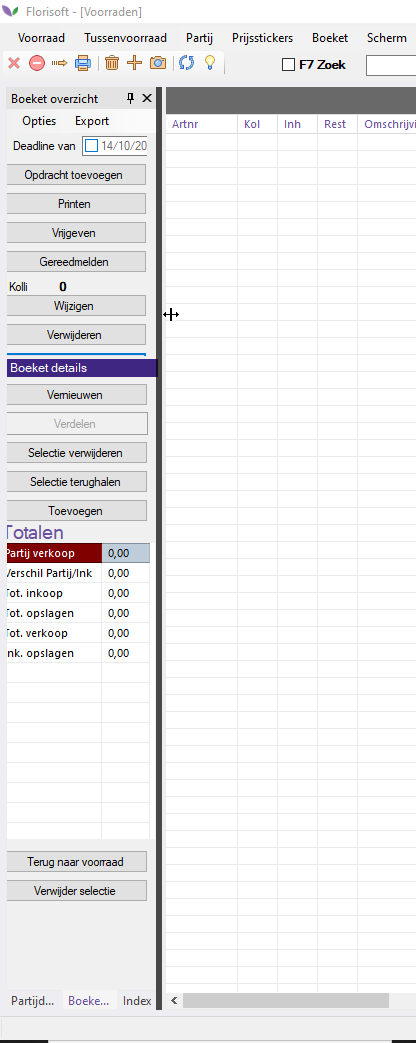 Florisoft - [Voorraden]
Voorraad Tussenvoorraad Partij Prijsstickers Boeket Scherm
F7 Zoek
Boeket overzicht
Opties Export
Deadline van 14/10/20
Opdracht toevoegen
Printen
Vrijgeven
Gereedmelden
Kolli 0
Wijzigen
Verwijderen
Boeket details
Vernieuwen
Verdelen
Selectie verwijderen
Selectie terughalen
Toevoegen
Totalen
Partij verkoop 0,00
Verschil Partij/Ink 0,00
Tot. inkoop 0,00
Tot. opslagen 0,00
Tot. verkoop 0,00
Ink. opslagen 0,00
Terug naar voorraad
Verwijder selectie
Partijd... Boeke... Index
Artnr Kol Inh Rest Omschrijvi